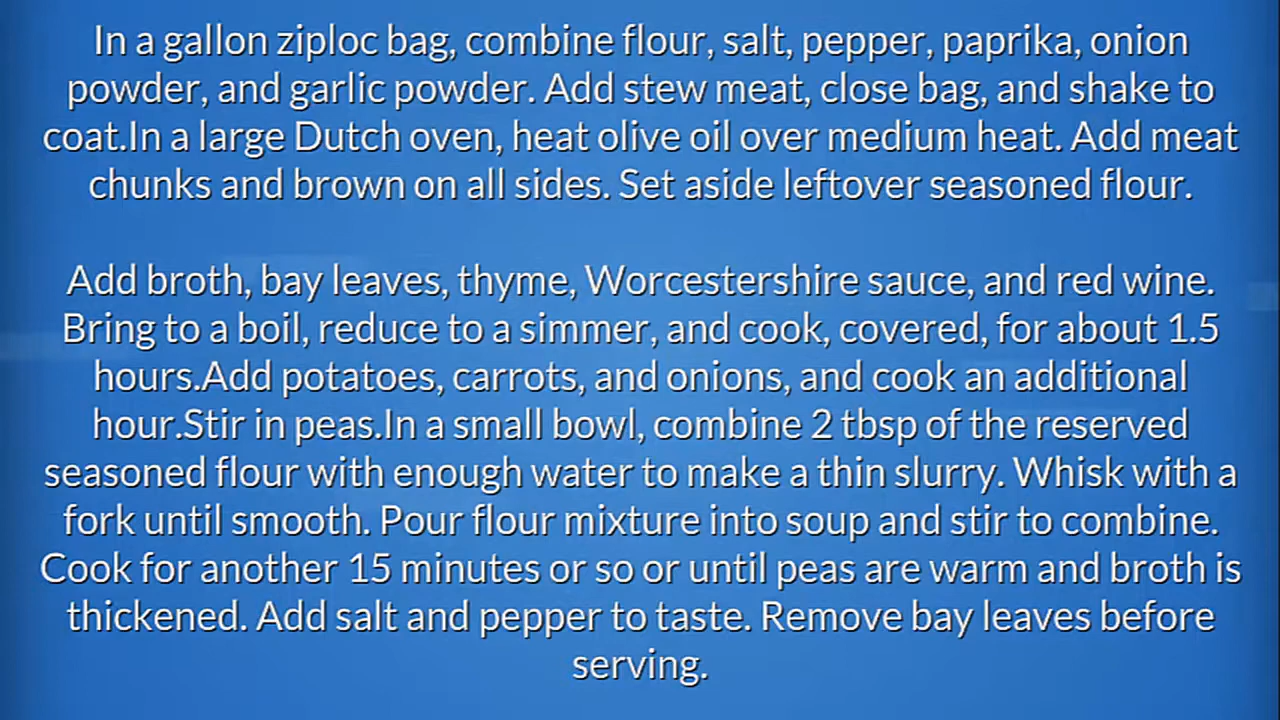 In a gallon ziploc bag, combine flour, salt, pepper, paprika, onion
powder, and garlic powder. Add stew meat, close bag, and shake to
coat.In a large Dutch oven, heat olive oil over medium heat. Add meat
chunks and brown on all sides. Set aside leftover seasoned flour.
Add broth, bay leaves, thyme, Worcestershire sauce, and red wine.
Bring to a boil, reduce to a simmer, and cook, covered, for about 1.5
hours.Add potatoes, carrots, and onions, and cook an additional
hour.Stir in peas.In a small bowl, combine 2 tbsp of the reserved
seasoned flour with enough water to make a thin slurry. Whisk with a
fork until smooth. Pour flour mixture into soup and stir to combine.
Cook for another 15 minutes or so or until peas are warm and broth is
thickened. Add salt and pepper to taste. Remove bay leaves before
serving.